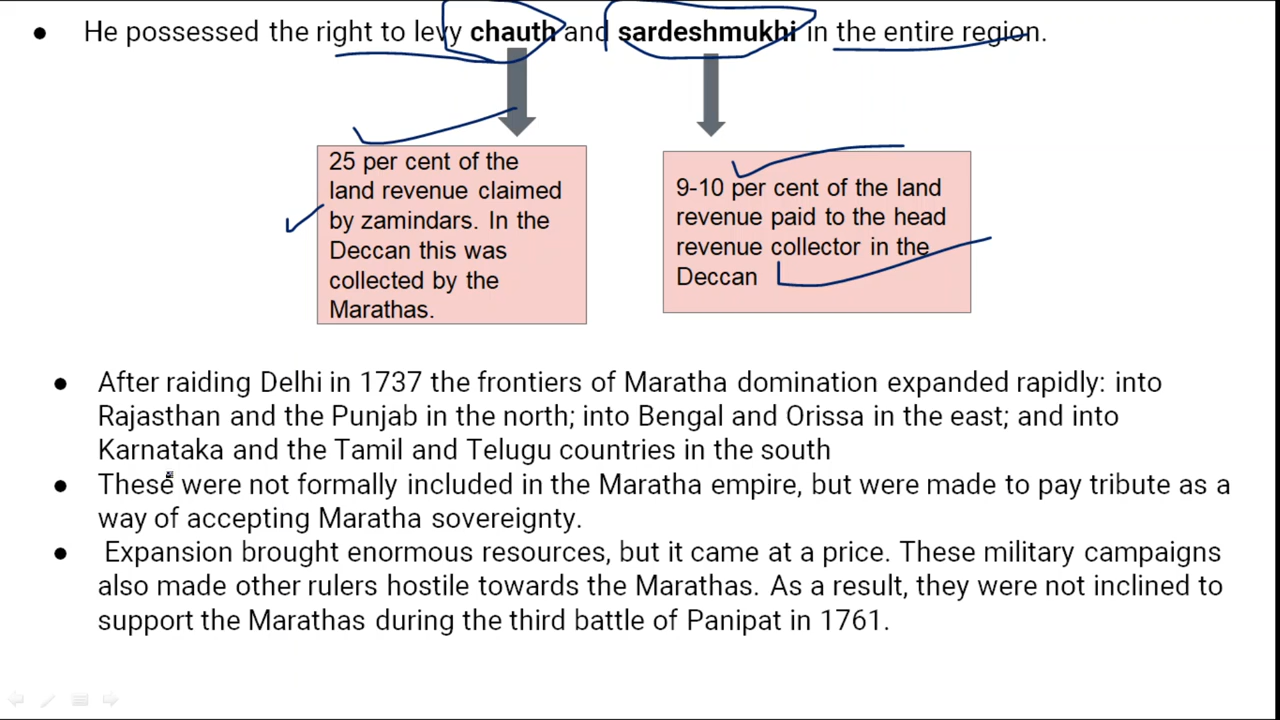 He possessed the right to levy chauth and sardeshmukhi in the entire region.
25 per cent of the
land revenue claimed
by zamindars. In the
Deccan this was
collected by the
Marathas.
9-10 per cent of the land
revenue paid to the head
revenue collector in the
Deccan
After raiding Delhi in 1737 the frontiers of Maratha domination expanded rapidly: into
Rajasthan and the Punjab in the north; into Bengal and Orissa in the east; and into
Karnataka and the Tamil and Telugu countries in the south
These were not formally included in the Maratha empire, but were made to pay tribute as a
way of accepting Maratha sovereignty.
Expansion brought enormous resources, but it came at a price. These military campaigns
also made other rulers hostile towards the Marathas. As a result, they were not inclined to
support the Marathas during the third battle of Panipat in 1761.